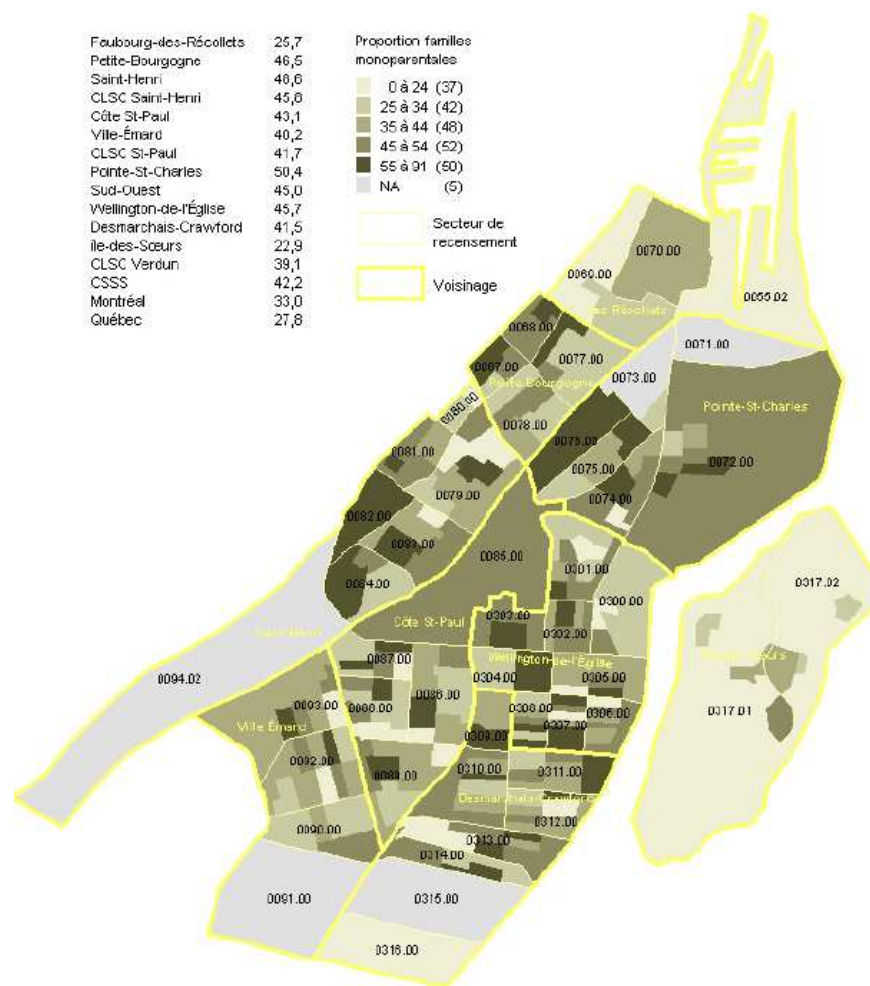 Faubourg-des-Récollets 25,7
Petite-Bourgogne 46,5
Saint-Henri 48,6
CLSC Saint-Henri 45,8
Côte St-Paul 43,1
Ville-Émard 40,2
CLSC St-Paul 41,7
Pointe-St-Charles 50,4
Sud-Ouest 45,0
Wellington-de-l'Église 45,7
Desmarchais-Crawford 41,5
Île-des-Sœurs 22,9
CLSC Verdun 39,1
CSSS 42,2
Montréal 33,0
Québec 27,8
Proportion familles
monoparentales
0 à 24 (37)
25 à 34 (42)
35 à 44 (48)
45 à 54 (52)
55 à 91 (50)
NA (5)
Secteur de
recensement
Voisinage
0070.00
0069.00
0055.02
Récollets
0068.00
0071.00
0077.00
0067.00
0073.00
Petite-Bourgogne
Pointe-St-Charles
0080.00
0078.00
0081.00
0076.00
0072.00
0075.00
0079.00
0074.00
0082.00
0083.00
0085.00
0301.00
0317.02
0084.00
0300.00
0303.00
Côte St-Paul
0302.00
0087.00
Wellington-de-l'Église
0094.02
0304.00
0305.00
0086.00
0317.01
0093.00
0088.00
0308.00
0306.00
Ville Émard
0307.00
0309.00
0092.00
0089.00
0310.00
0311.00
Desmarchais-Crawford
0312.00
0090.00
0313.00
0314.00
0091.00
0315.00
0316.00